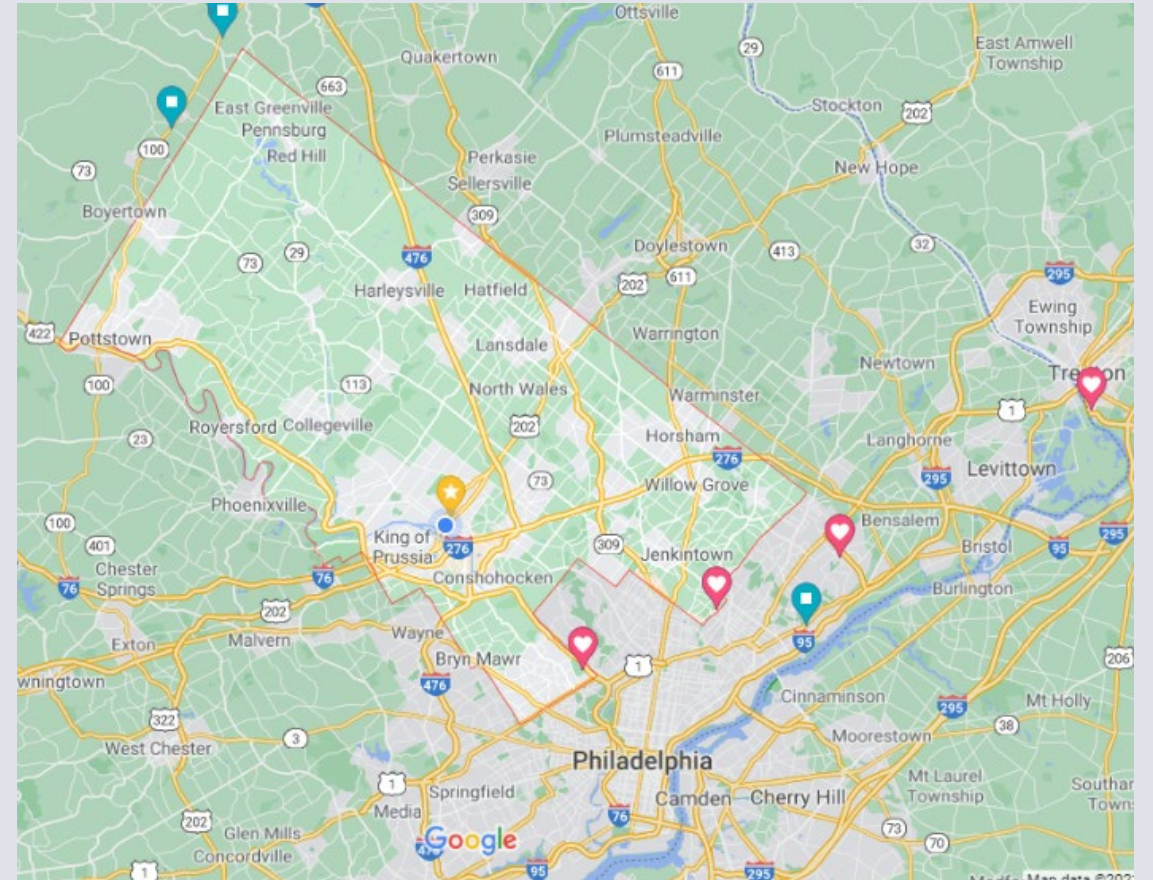 Ottsville
29
East Amwell
Township
Quakertown
611
663
East Greenville
Pennsburg
Stockton
202
Plumsteadville
100
Red Hill
Perkasie
New Hope
73
Sellersville
Boyertown
309
Doylestown
413
32
29
73
476
611
202
295
Harleysville
Hatfield
Ewing
Township
422
Pottstown
Lansdale
Warrington
Newtown
Trenton
100
113
North Wales
Warminster
1
Royersford
Collegeville
202
23
Horsham
Langhorne
276
Levittown
73
Willow Grove
295
Phoenixville
100
Bensalem
King of
Prussia
276
309
Jenkintown
Bristol
95
295
401
Chester
Springs
76
76
Conshohocken
Burlington
202
Malvern
Wayne
95
Exton
Bryn Mawr
1
206
wningtown
476
Cinnaminson
Mt Holly
295
322
38
West Chester
3
Moorestown
Philadelphia
1
Springfield
Camden
Cherry Hill
Mt Laurel
Township
Southar
Town
Media
76
202
Glen Mills
Google
73
70
Concordville
1
95
295
Map data ©202